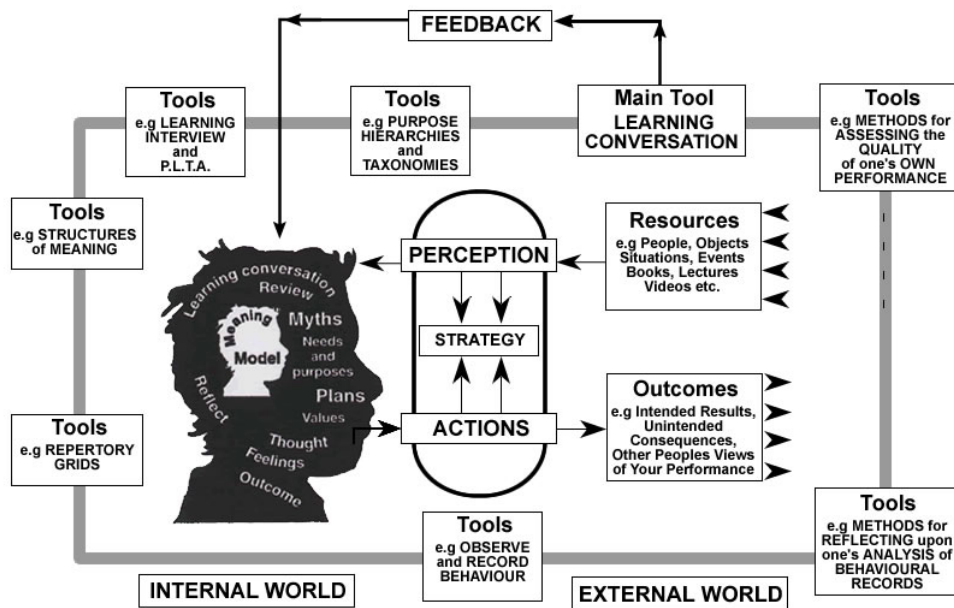 FEEDBACK
Tools
e.g LEARNING
INTERVIEW
and
P.L.T.A.
Tools
e.g PURPOSE
HIERARCHIES
and
TAXONOMIES
Main Tool
LEARNING
CONVERSATION
Tools
e.g METHODS for
ASSESSING the
QUALITY
of one's OWN
PERFORMANCE
Tools
e.g STRUCTURES
of MEANING
PERCEPTION
Resources
e.g People, Objects
Situations, Events
Books, Lectures
Videos etc.
Learning conversation
Review
Meaning
Model
Myths
Needs
and
purposes
Plans
Values
Reflect
Thought
Feelings
Outcome
STRATEGY
ACTIONS
Outcomes
e.g Intended Results,
Unintended
Consequences,
Other Peoples Views
of Your Performance
Tools
e.g REPERTORY
GRIDS
Tools
e.g OBSERVE
and RECORD
BEHAVIOUR
Tools
e.g METHODS for
REFLECTING upon
one's ANALYSIS of
BEHAVIOURAL
RECORDS
INTERNAL WORLD
EXTERNAL WORLD